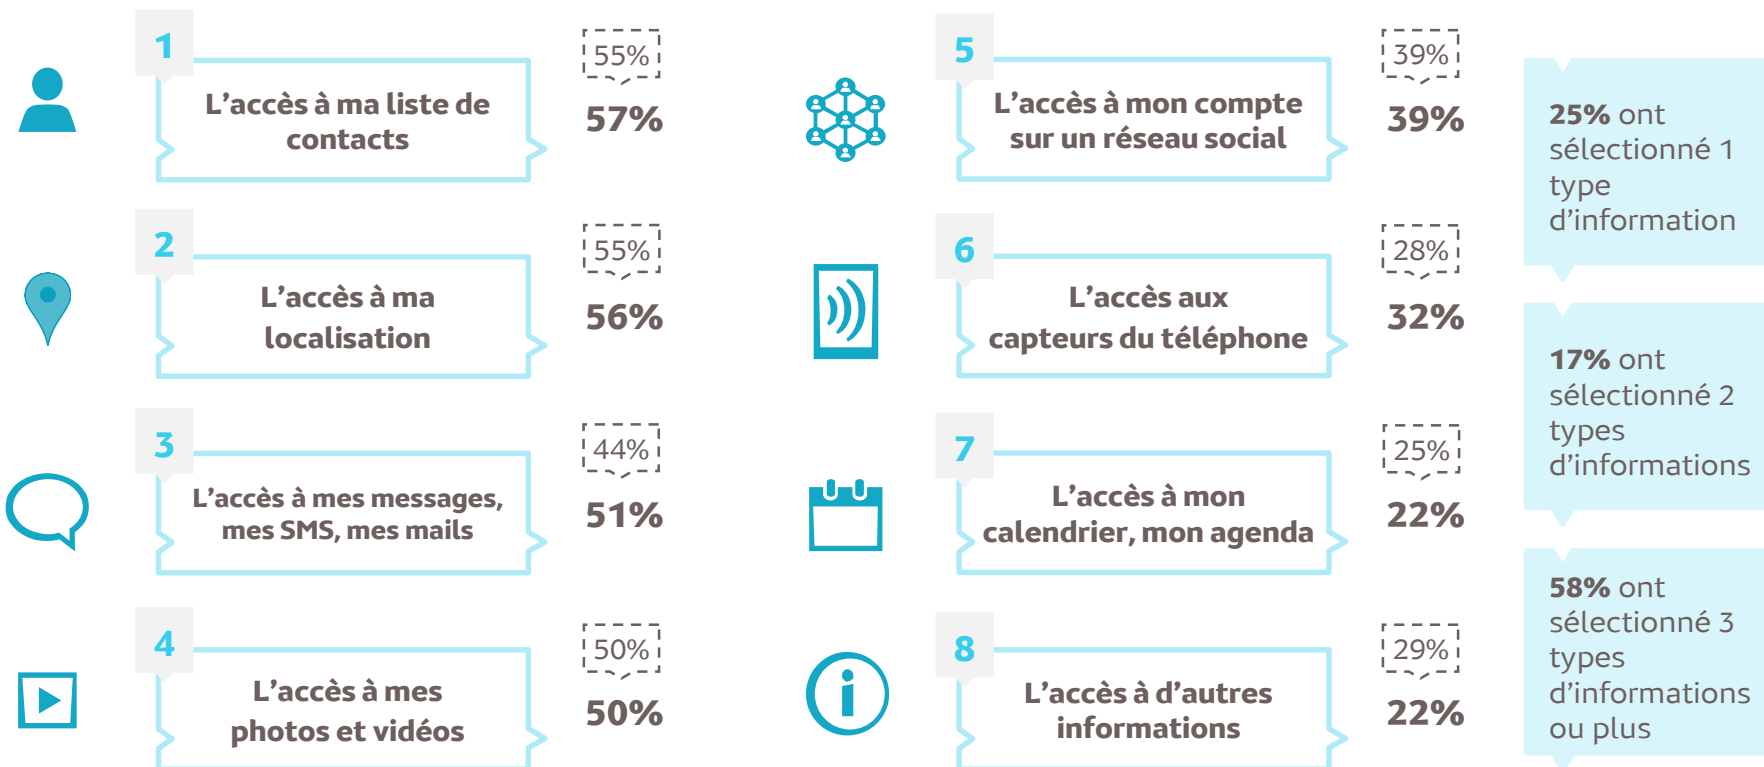 1
55%
L’accès à ma liste de
contacts
57%
2
55%
L’accès à ma
localisation
56%
3
44%
L’accès à mes messages,
mes SMS, mes mails
51%
4
50%
L’accès à mes
photos et vidéos
50%
5
39%
L’accès à mon compte
sur un réseau social
39%
6
28%
L’accès aux
capteurs du téléphone
32%
7
25%
L’accès à mon
calendrier, mon agenda
22%
8
29%
L’accès à d’autres
informations
22%
25% ont
sélectionné 1
type
d’information
17% ont
sélectionné 2
types
d’informations
58% ont
sélectionné 3
types
d’informations
ou plus